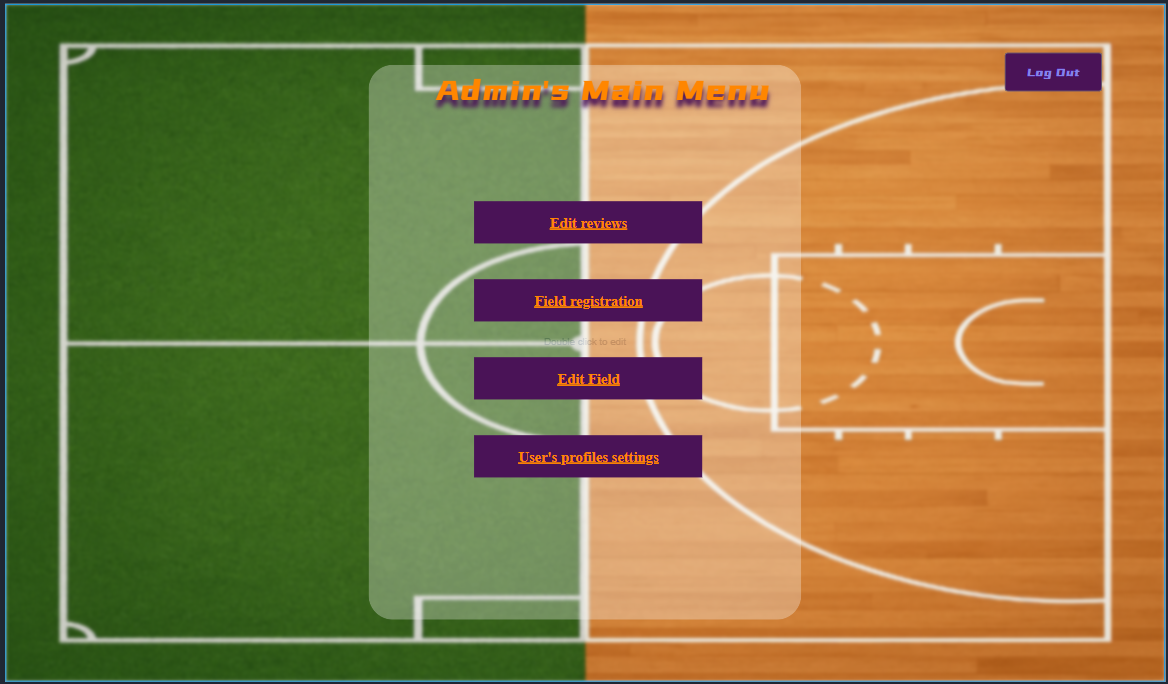 Log Out
Admin's Main Menu
Edit reviews
Field registration
Double click to edit
Edit Field
User's profiles settings